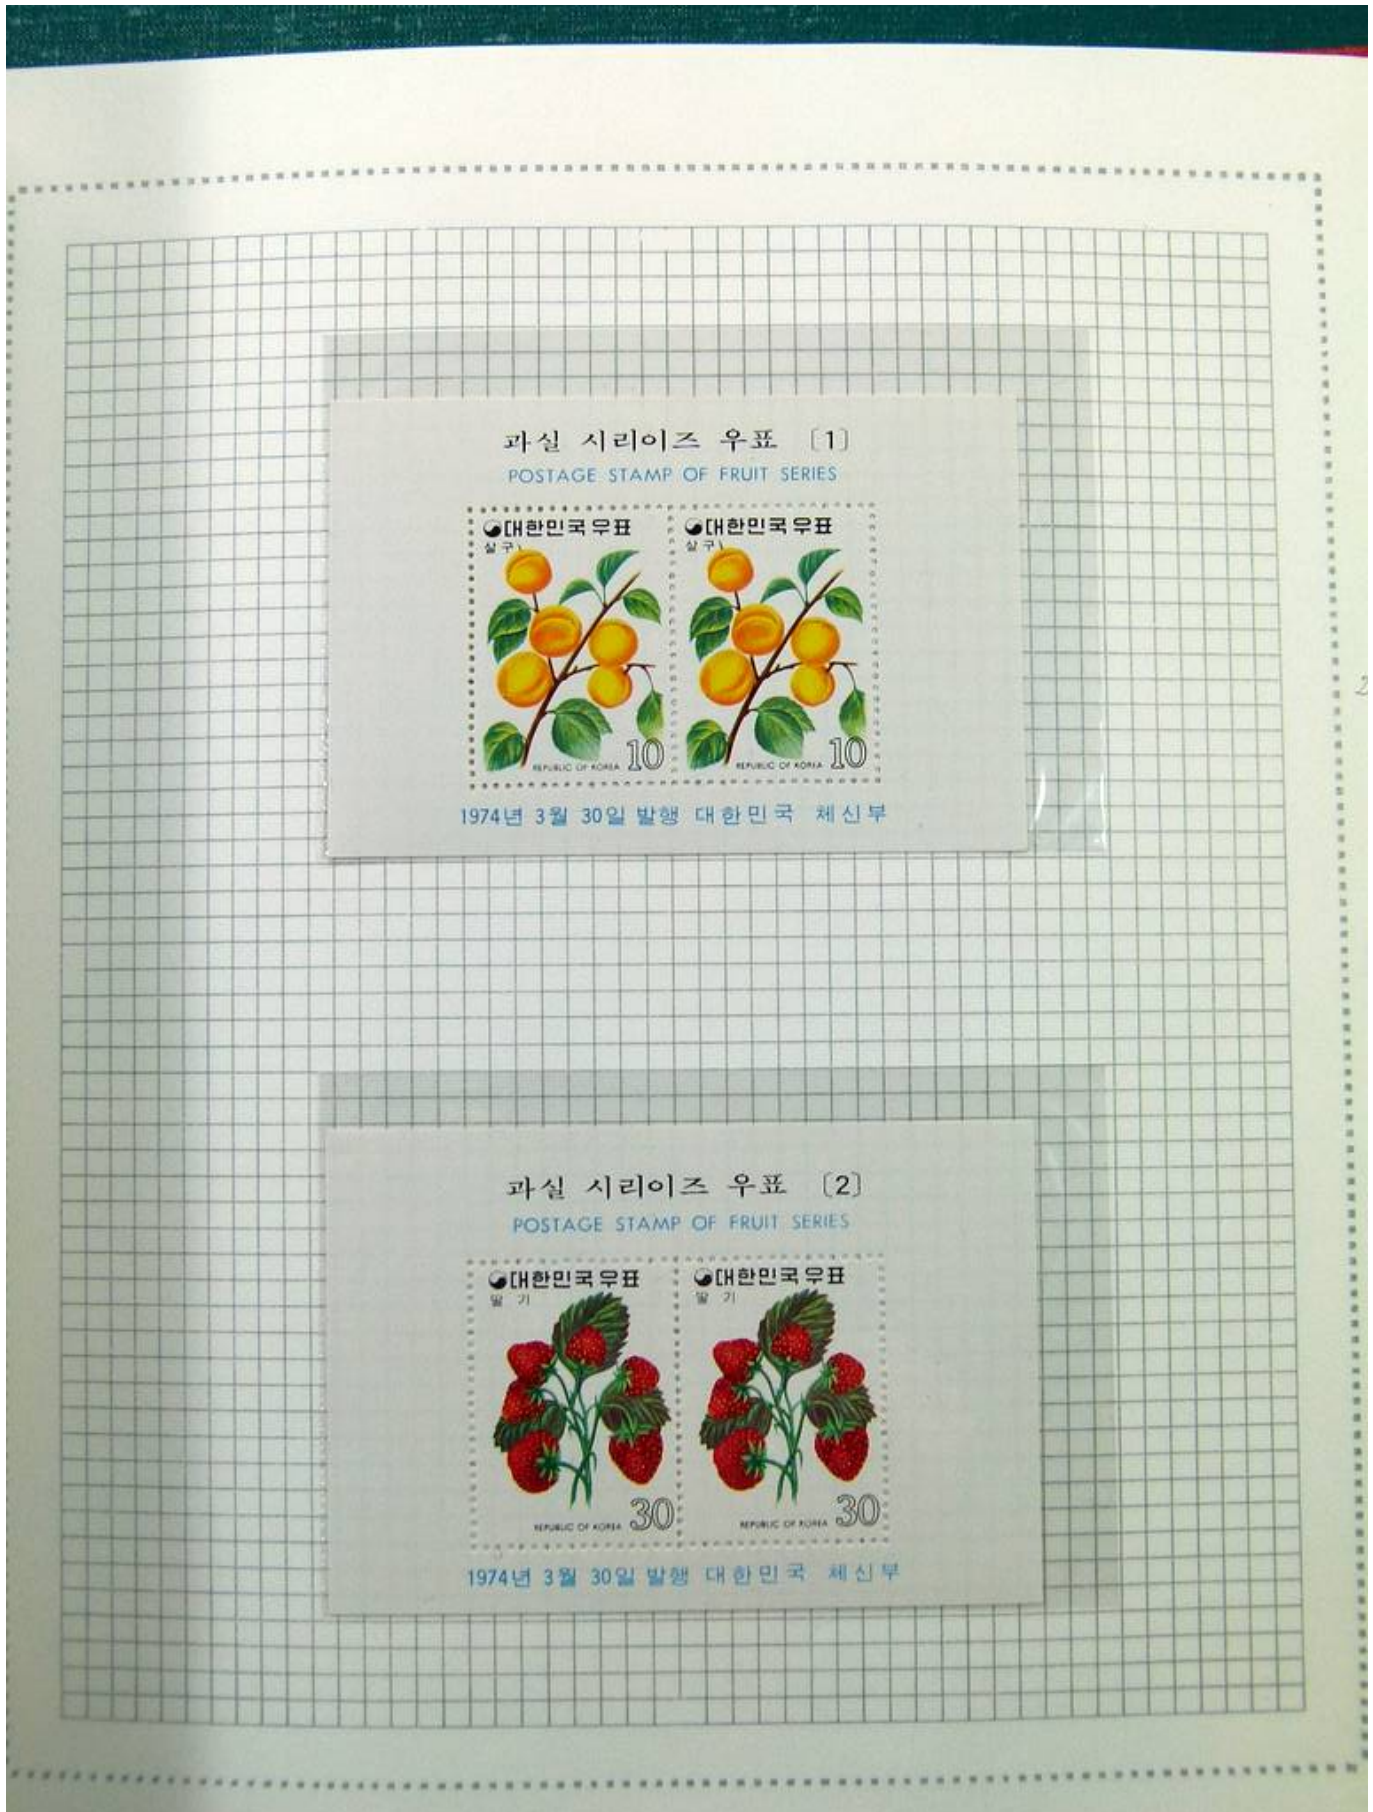 과실 시리이즈 우표 〔1〕
POSTAGE STAMP OF FRUIT SERIES
대한민국우표 대한민국우표
살구 살구
REPUBLIC OF KOREA 10 REPUBLIC OF KOREA 10
1974년 3월 30일 발행 대한민국 체신부
2
과실 시리이즈 우표 〔2〕
POSTAGE STAMP OF FRUIT SERIES
대한민국우표 대한민국우표
딸기 딸기
REPUBLIC OF KOREA 30 REPUBLIC OF KOREA 30
1974년 3월 30일 발행 대한민국 체신부